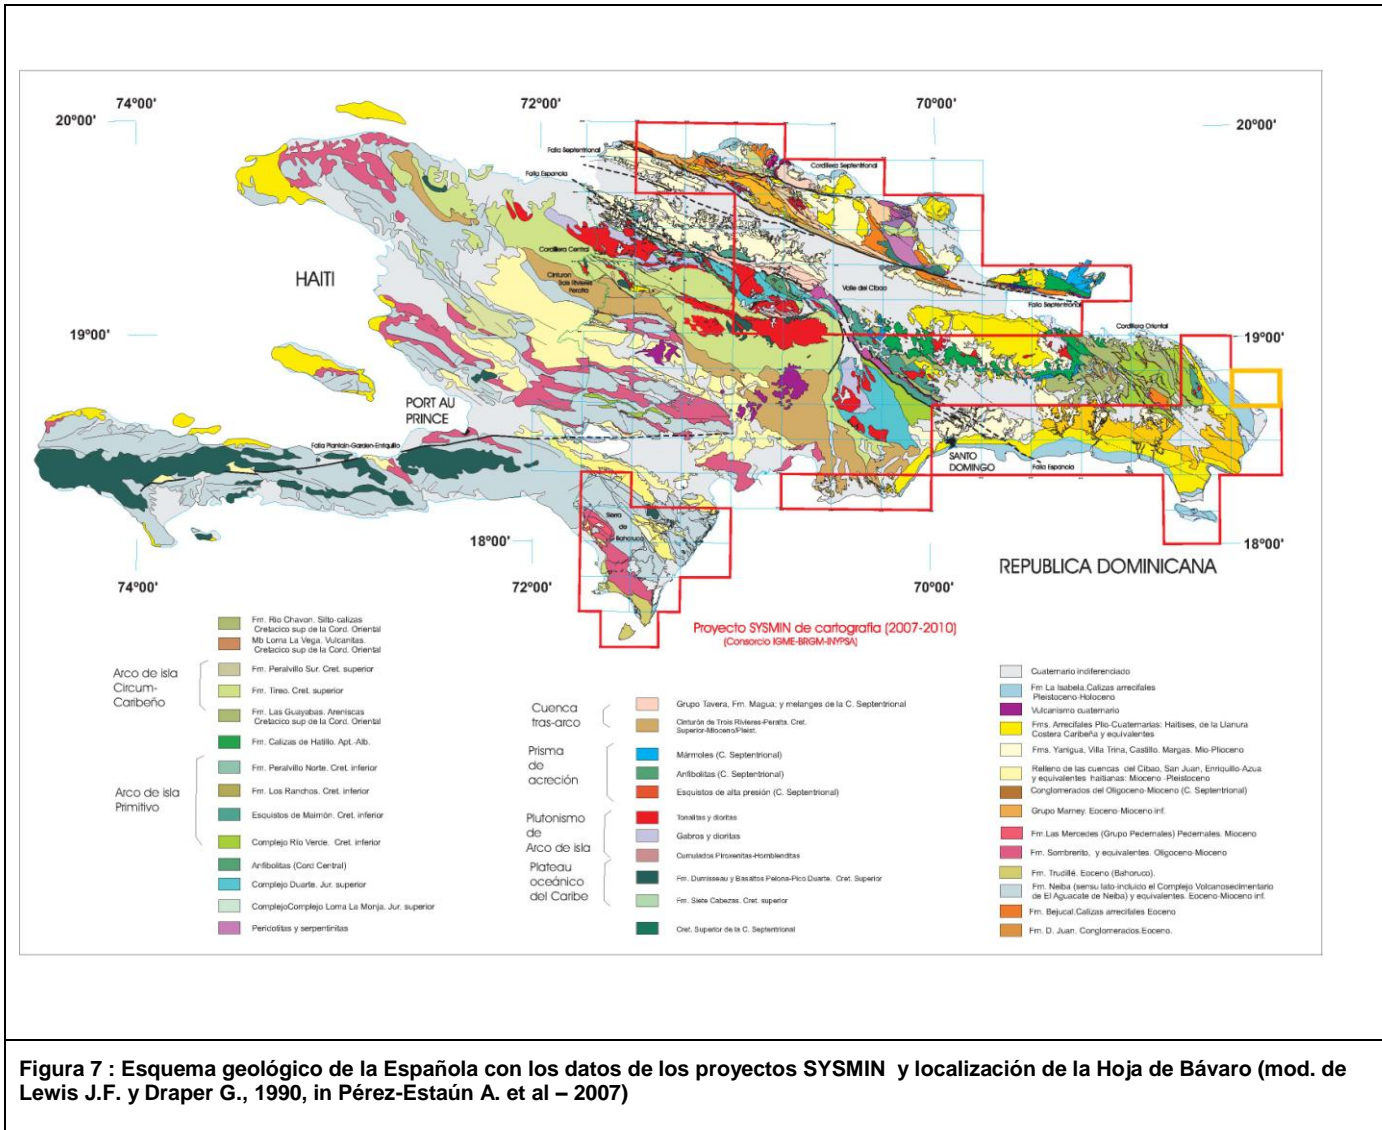 74°00'
72°00'
70°00'
20°00'
20°00'
Falla Septentrional
Cordillera Septentrional
Falla Espanola
Cordillera Central
Cinturon
Trois Rivieres
Peralta
HAITI
Valle del Cibao
Falla Septentrional
Cordillera Oriental
19°00'
19°00'
PORT AU
PRINCE
Falla Plantain-Garden-Enriquillo
SANTO
DOMINGO
Falla Espanola
Sierra
de
Bahoruco
18°00'
18°00'
REPUBLICA DOMINICANA
74°00'
72°00'
70°00'
Proyecto SYSMIN de cartografia (2007-2010)
(Consorcio IGME-BRGM-INYPSA)
Arco de isla
Circum-
Caribeño
Fm. Rio Chavon. Silto-calizas
Cretacico sup de la Cord. Oriental
Mb Loma La Vega. Vulcanitas.
Cretacico sup de la Cord. Oriental
Fm. Peralvillo Sur. Cret. superior
Fm. Tireo. Cret. superior
Fm. Las Guayabas. Areniscas
Cretacico sup de la Cord. Oriental
Fm. Calizas de Hatillo. Apt.-Alb.
Arco de isla
Primitivo
Fm. Peralvillo Norte. Cret. inferior
Fm. Los Ranchos. Cret. inferior
Esquistos de Maimón. Cret. inferior
Complejo Río Verde. Cret. inferior
Anfibolitas (Cord Central)
Complejo Duarte. Jur. superior
ComplejoComplejo Loma La Monja. Jur. superior
Peridotitas y serpentinitas
Cuenca
tras-arco
Grupo Tavera, Fm. Magua; y melanges de la C. Septentrional
Cinturón de Trois Rivieres-Peralta. Cret.
Superior-Mioceno/Pleist.
Prisma
de
acreción
Mármoles (C. Septentrional)
Anfibolitas (C. Septentrional)
Esquistos de alta presión (C. Septentrional)
Plutonismo
de
Arco de isla
Tonalitas y dioritas
Gabros y dioritas
Cumulados Piroxenitas-Hornblenditas
Plateau
oceánico
del Caribe
Fm. Dumisseau y Basaltos Pelona-Pico Duarte. Cret. Superior
Fm. Siete Cabezas. Cret. superior
Cret. Superior de la C. Septentrional
Cuaternario indiferenciado
Fm La Isabela.Calizas arrecifales
Pleistoceno-Holoceno
Vulcanismo cuaternario
Fms. Arrecifales Plio-Cuaternarias: Haitises, de la Llanura
Costera Caribeña y equivalentes
Fms. Yanigua, Villa Trina, Castillo. Margas. Mio-Plioceno
Relleno de las cuencas del Cibao, San Juan, Enriquillo-Azua
y equivalentes haitianas: Mioceno -Pleistoceno
Conglomerados del Oligoceno-Mioceno (C. Septentrional)
Grupo Marney. Eoceno-Mioceno inf.
Fm.Las Mercedes (Grupo Pedernales) Pedernales. Mioceno
Fm. Sombrerito, y equivalentes. Oligoceno-Mioceno
Fm. Trudillé. Eoceno (Bahoruco).
Fm. Neiba (sensu lato-incluido el Complejo Volcanosecimentario
de El Aguacate de Neiba) y equivalentes. Eoceno-Mioceno inf.
Fm. Bejucal.Calizas arrecifales Eoceno
Fm. D. Juan. Conglomerados.Eoceno.
Figura 7 : Esquema geológico de la Española con los datos de los proyectos SYSMIN y localización de la Hoja de Bávaro (mod. de
Lewis J.F. y Draper G., 1990, in Pérez-Estaún A. et al – 2007)